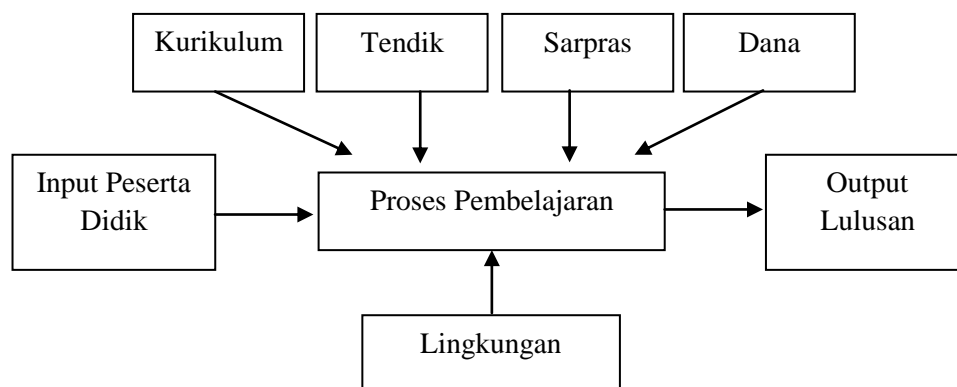 Kurikulum
Tendik
Sarpras
Dana
Input Peserta
Didik
Proses Pembelajaran
Output
Lulusan
Lingkungan